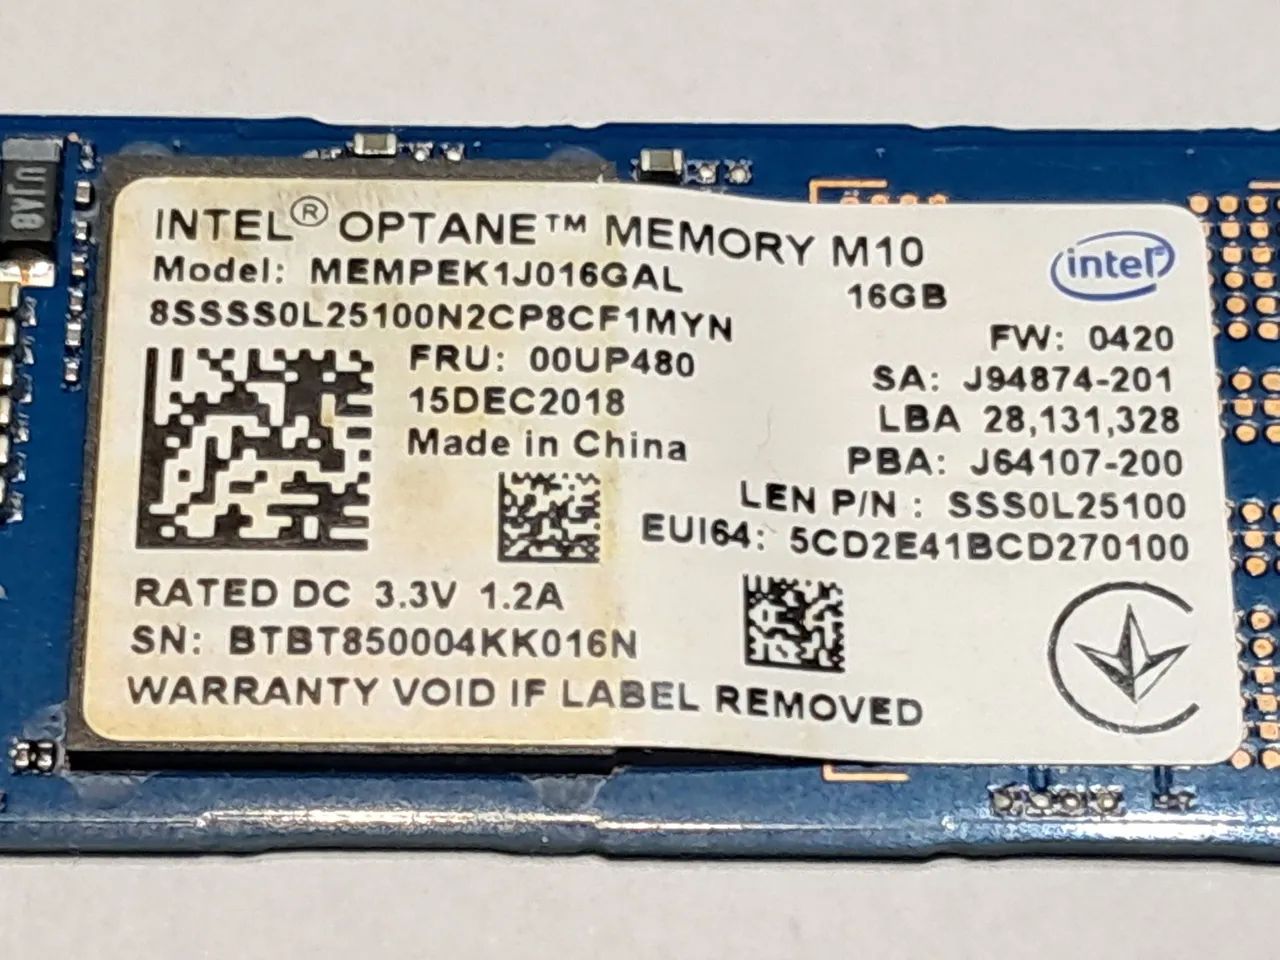 INTEL® OPTANE™ MEMORY M10
Model: MEMPEK1J016GAL
16GB
intel®
8SSSS0L25100N2CP8CF1MYN
FRU: 00UP480
15DEC2018
Made in China
FW: 0420
SA: J94874-201
LBA 28,131,328
PBA: J64107-200
LEN P/N : SSS0L25100
EUI64: 5CD2E41BCD270100
RATED DC 3.3V 1.2A
SN: BTBT850004KK016N
WARRANTY VOID IF LABEL REMOVED